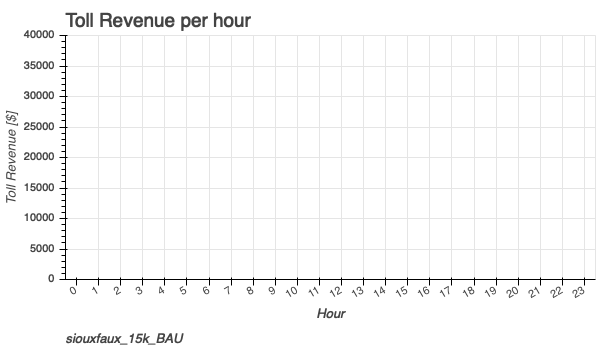 Toll Revenue per hour
Toll Revenue [$]
40000
35000
30000
25000
20000
15000
10000
5000
0
0 1 2 3 4 5 6 7 8 9 10 11 12 13 14 15 16 17 18 19 20 21 22 23
Hour
siouxfaux_15k_BAU